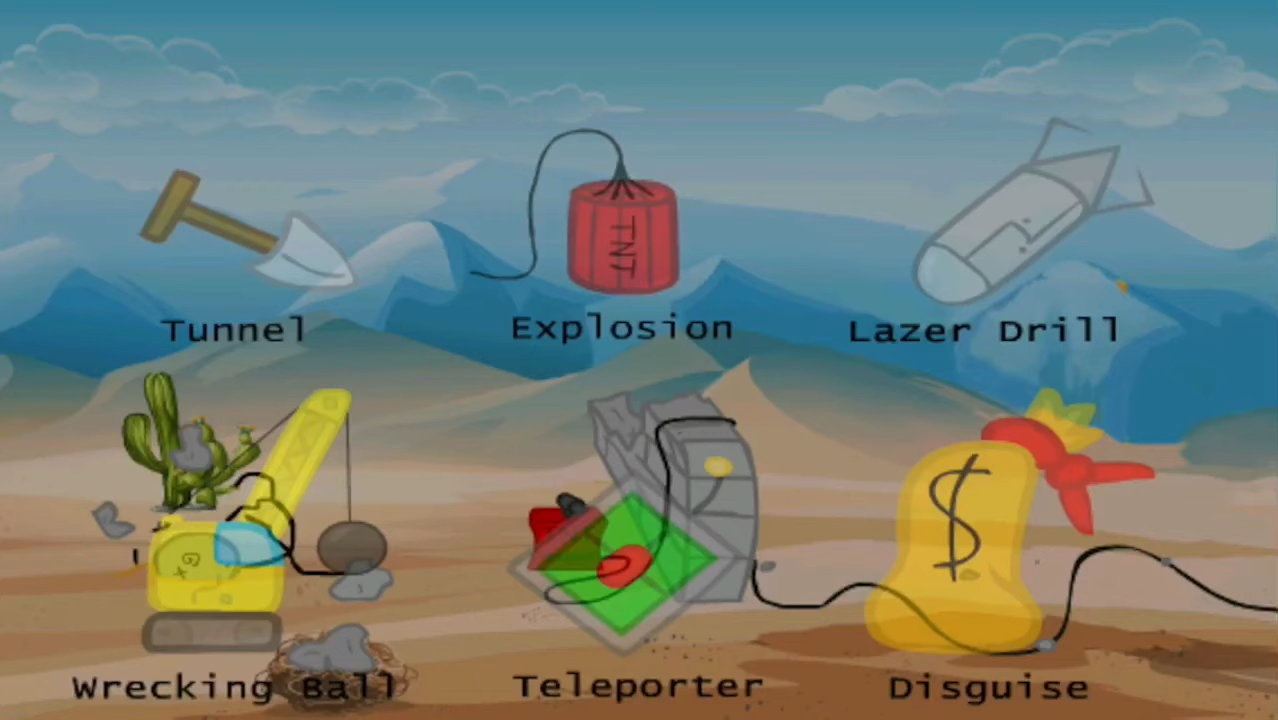 TNT
Tunnel
Explosion
Lazer Drill
$
Wrecking Ball
Teleporter
Disguise